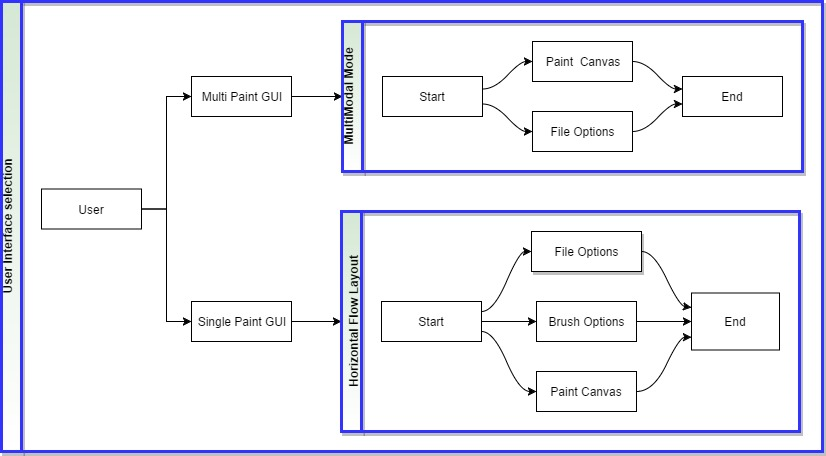 User Interface selection
User
Multi Paint GUI
Single Paint GUI
MultiModal Mode
Start
Paint Canvas
File Options
End
Horizontal Flow Layout
Start
File Options
Brush Options
Paint Canvas
End